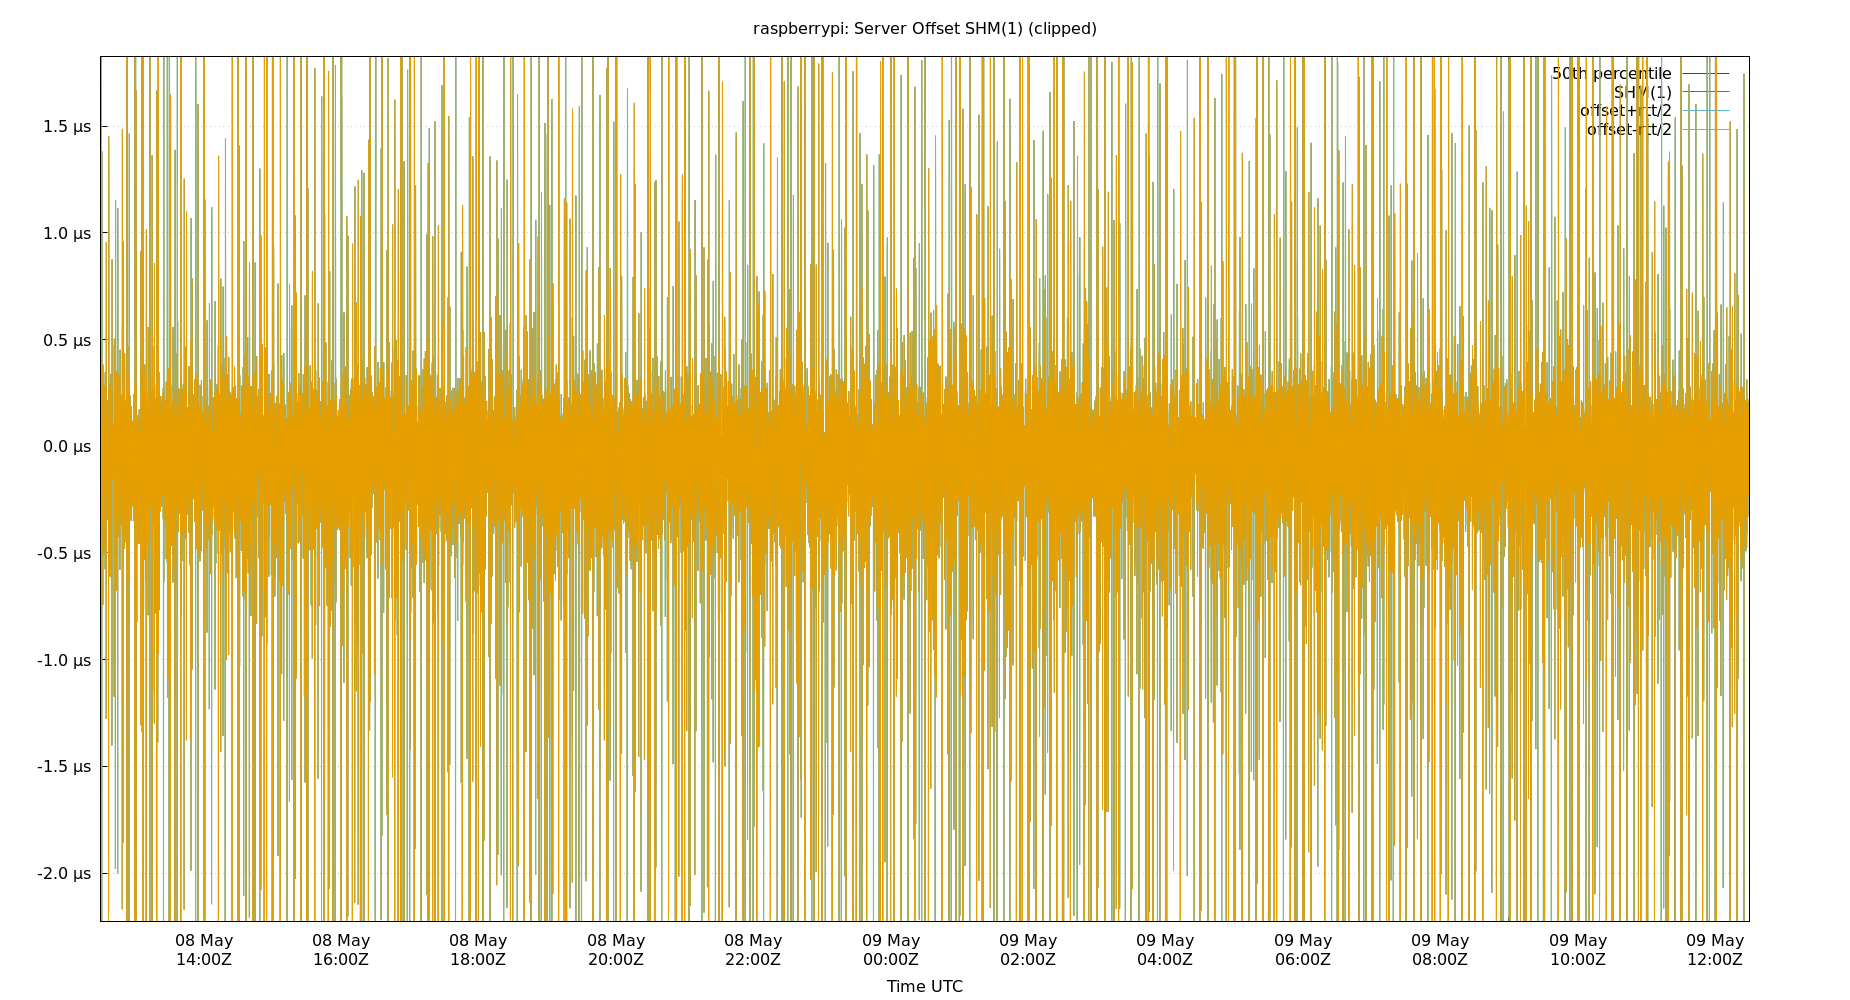 raspberrypi: Server Offset SHM(1) (clipped)
50th percentile
SHM(1)
offset+rtt/2
offset-rtt/2
1.5 µs
1.0 µs
0.5 µs
0.0 µs
-0.5 µs
-1.0 µs
-1.5 µs
-2.0 µs
08 May 08 May 08 May 08 May 08 May 09 May 09 May 09 May 09 May 09 May 09 May 09 May
14:00Z 16:00Z 18:00Z 20:00Z 22:00Z 00:00Z 02:00Z 04:00Z 06:00Z 08:00Z 10:00Z 12:00Z
Time UTC